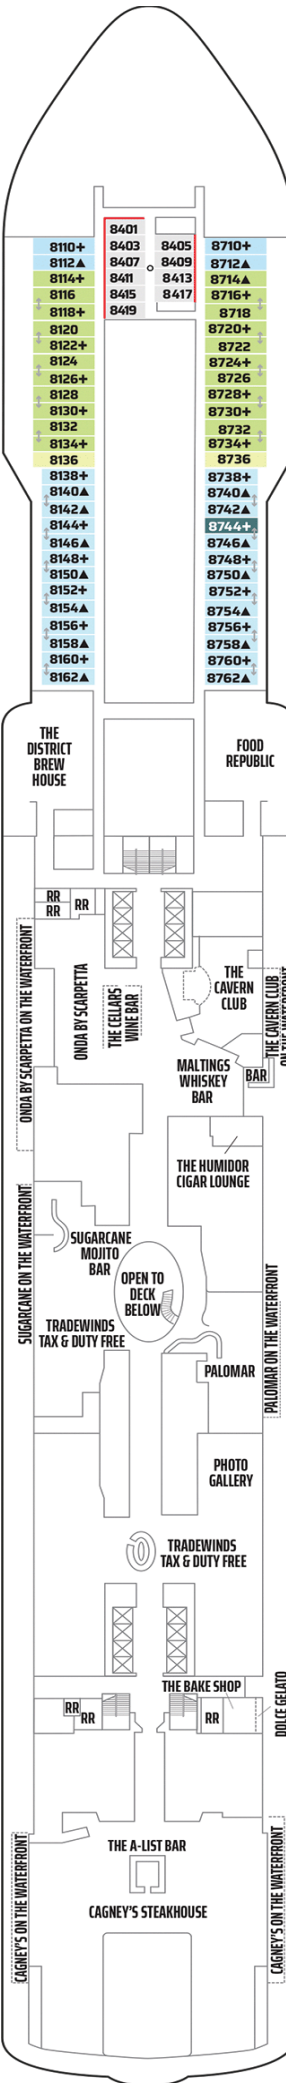 8401
8403
8407
8411
8415
8419
8405
8409
8413
8417
8110+
8112▲
8114+
8116
8118+
8120
8122+
8124
8126+
8128
8130+
8132
8134+
8136
8138+
8140▲
8142▲
8144+
8146▲
8148+
8150▲
8152+
8154▲
8156+
8158▲
8160+
8162▲
8710+
8712▲
8714▲
8716+
8718
8720+
8722
8724+
8726
8728+
8730+
8732
8734+
8736
8738+
8740▲
8742▲
8744+
8746▲
8748+
8750▲
8752+
8754▲
8756+
8758▲
8760+
8762▲
THE
DISTRICT
BREW
HOUSE
FOOD
REPUBLIC
RR
RR
RR
ONDA BY SCARPETTA ON THE WATERFRONT
ONDA BY SCARPETTA
THE CELLARS
WINE BAR
THE
CAVERN
CLUB
THE CAVERN CLUB
ON THE WATERFRONT
MALTINGS
WHISKEY
BAR
BAR
THE HUMIDOR
CIGAR LOUNGE
SUGARCANE ON THE WATERFRONT
SUGARCANE
MOJITO
BAR
OPEN TO
DECK
BELOW
TRADEWINDS
TAX & DUTY FREE
PALOMAR
PALOMAR ON THE WATERFRONT
PHOTO
GALLERY
TRADEWINDS
TAX & DUTY FREE
THE BAKE SHOP
RR
RR
RR
DOLCE GELATO
THE A-LIST BAR
CAGNEY'S STEAKHOUSE
CAGNEY'S ON THE WATERFRONT
CAGNEY'S ON THE WATERFRONT